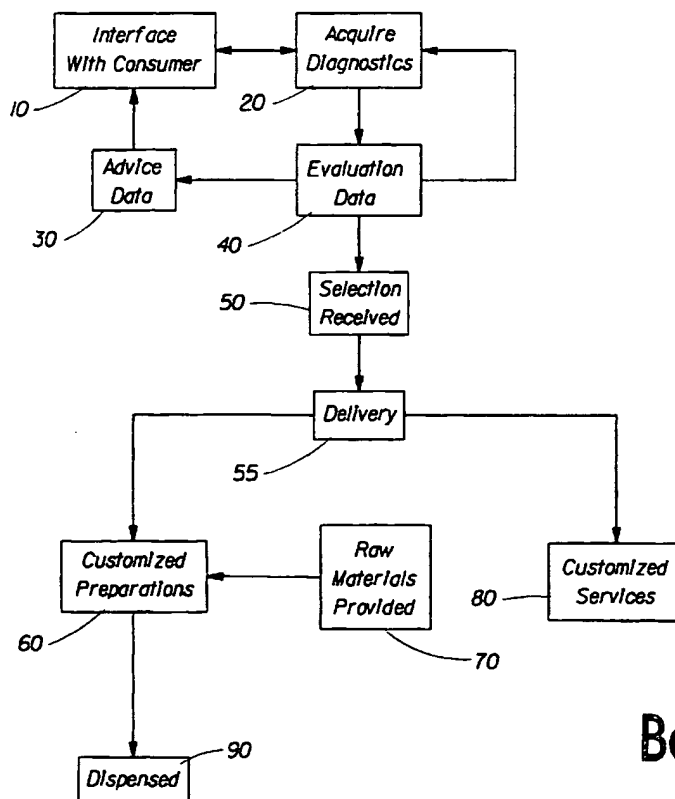 Interface
With Consumer
10
Acquire
Diagnostics
20
Advice
Data
30
Evaluation
Data
40
Selection
Received
50
Delivery
55
Customized
Preparations
60
Raw
Materials
Provided
70
Customized
Services
80
Dispensed
90